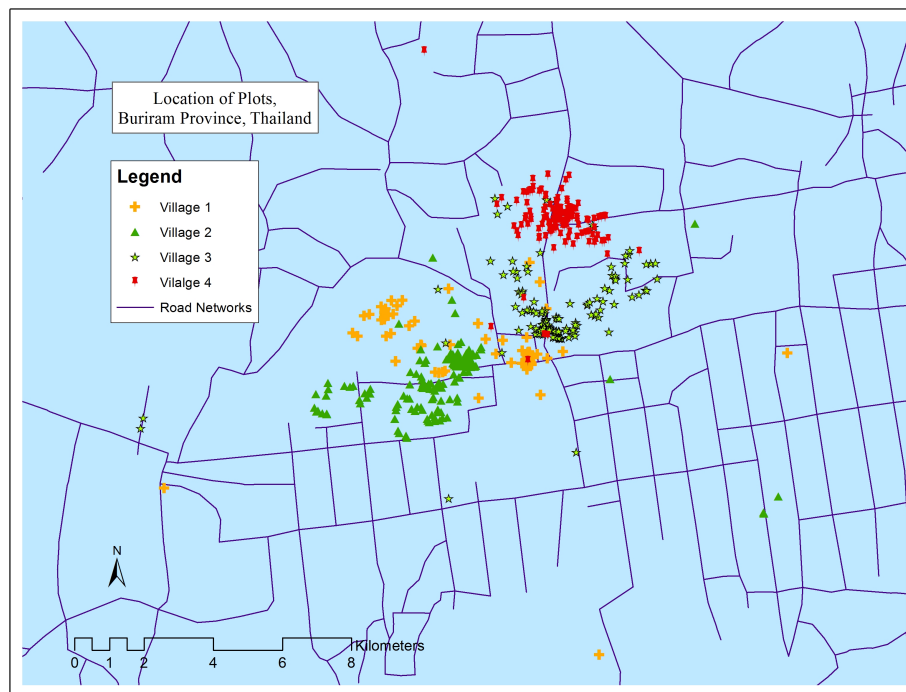 Location of Plots,
Buriram Province, Thailand
Legend
Village 1
Village 2
Village 3
Vilalge 4
Road Networks
N
Kilometers
0 1 2 4 6 8